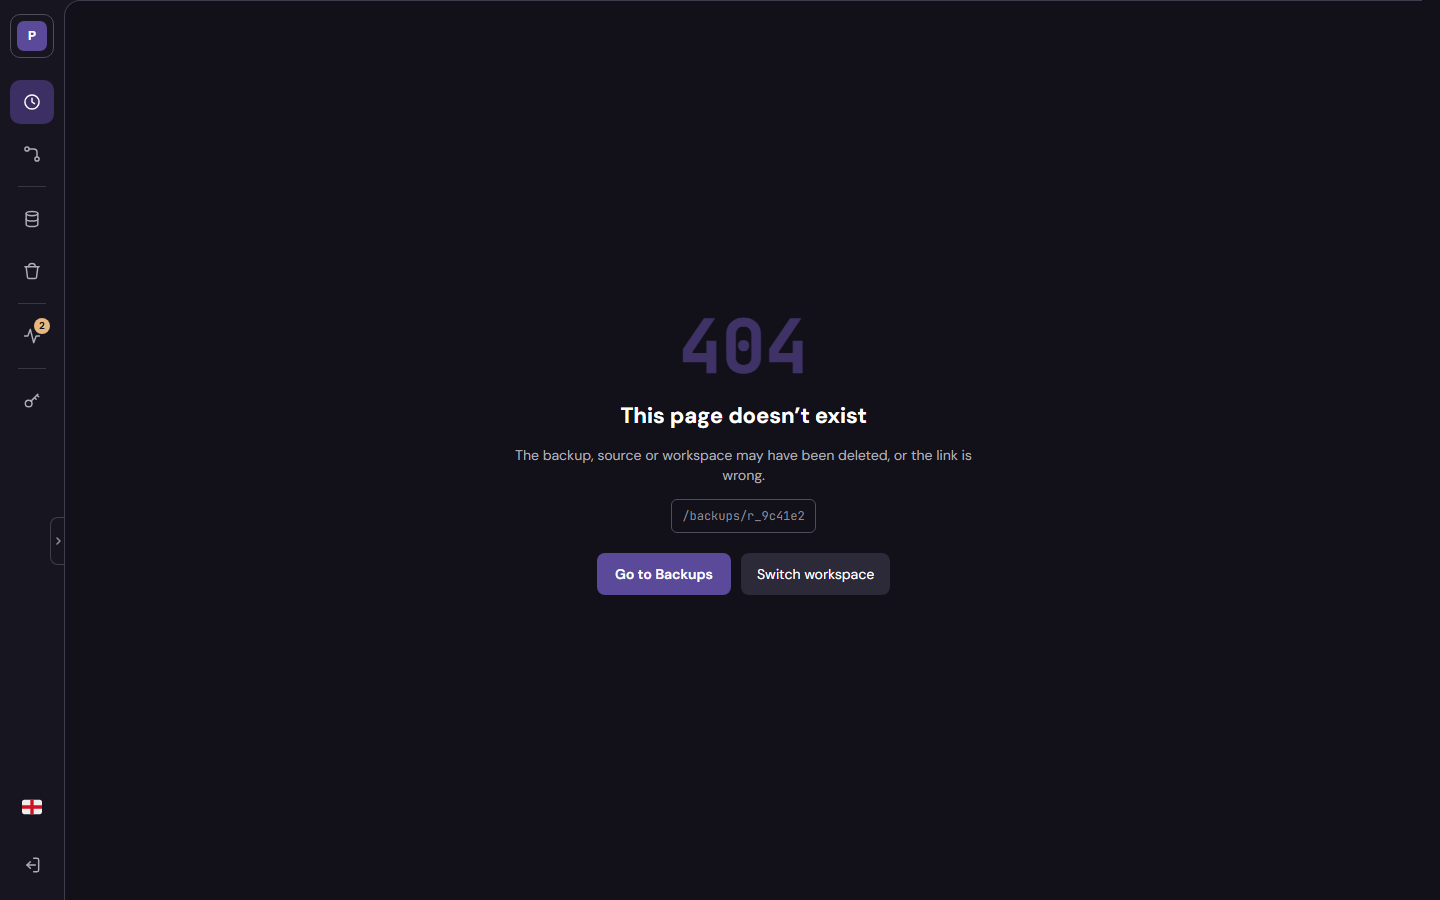 P
2
404
This page doesn’t exist
The backup, source or workspace may have been deleted, or the link is
wrong.
/backups/r_9c41e2
Go to Backups
Switch workspace